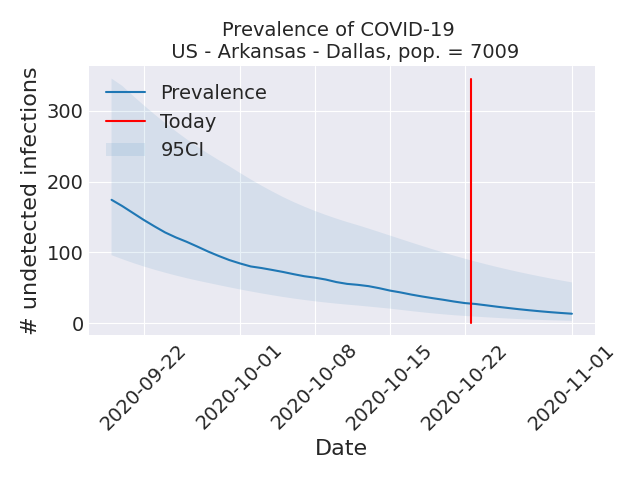 Prevalence of COVID-19
US - Arkansas - Dallas, pop. = 7009
# undetected infections
300
200
100
0
Prevalence
Today
95CI
2020-09-22
2020-10-01
2020-10-08
2020-10-15
2020-10-22
2020-11-01
Date